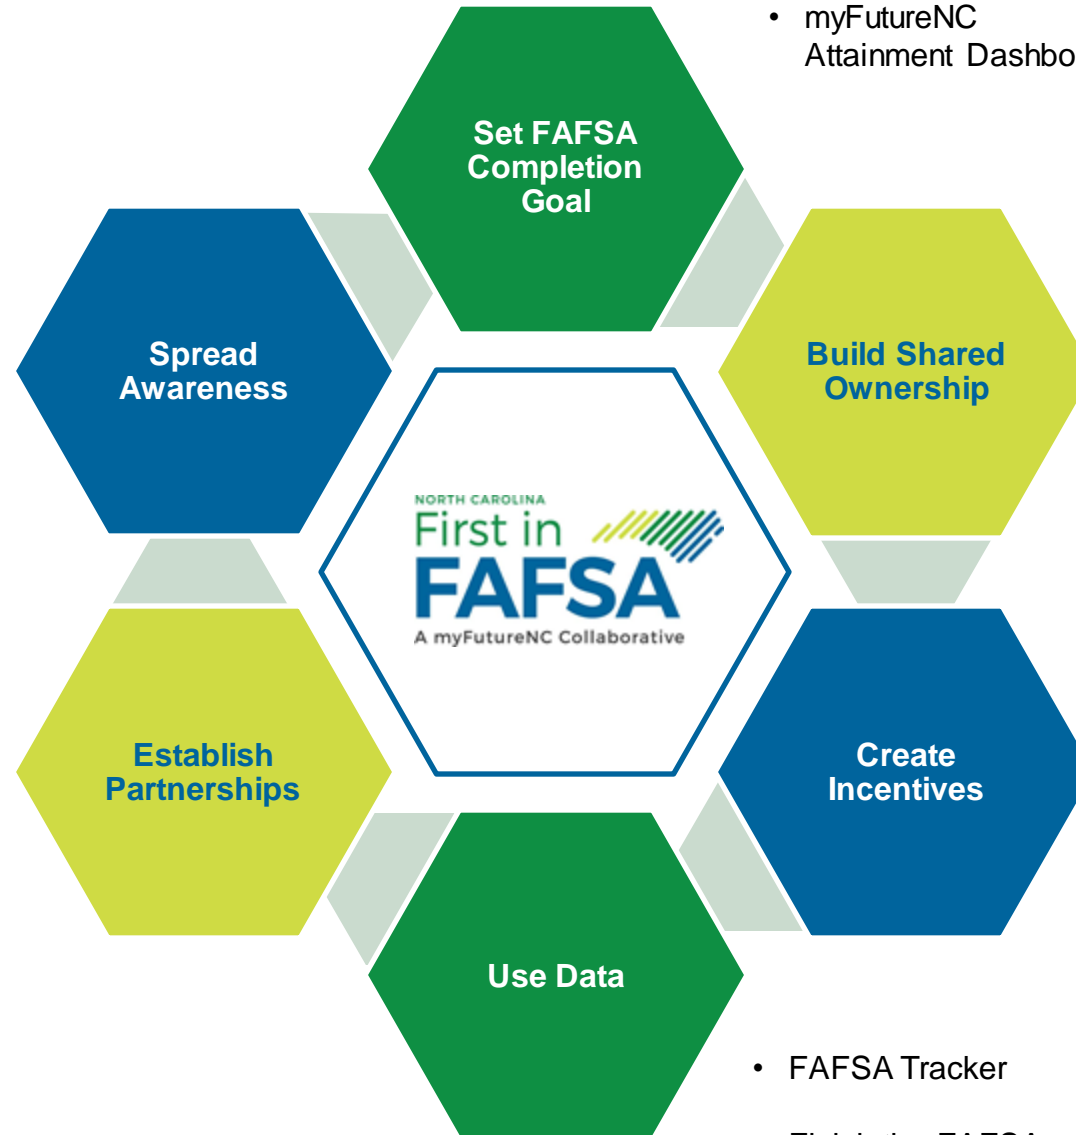 • myFutureNC
Attainment Dashbo
Set FAFSA
Completion
Goal
Spread
Awareness
Build Shared
Ownership
NORTH CAROLINA
First in
FAFSA
A myFutureNC Collaborative
Establish
Partnerships
Create
Incentives
Use Data
• FAFSA Tracker